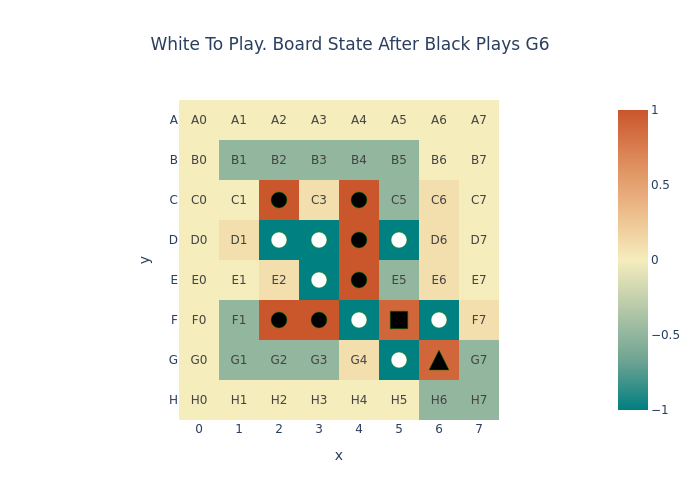 White To Play. Board State After Black Plays G6
A A0 A1 A2 A3 A4 A5 A6 A7
B B0 B1 B2 B3 B4 B5 B6 B7
C C0 C1 C3 C5 C6 C7
D D0 D1 D6 D7
E E0 E1 E2 E5 E6 E7
F F0 F1 F7
G G0 G1 G2 G3 G4 G7
H H0 H1 H2 H3 H4 H5 H6 H7
0 1 2 3 4 5 6 7
x
y
1
0.5
0
−0.5
−1